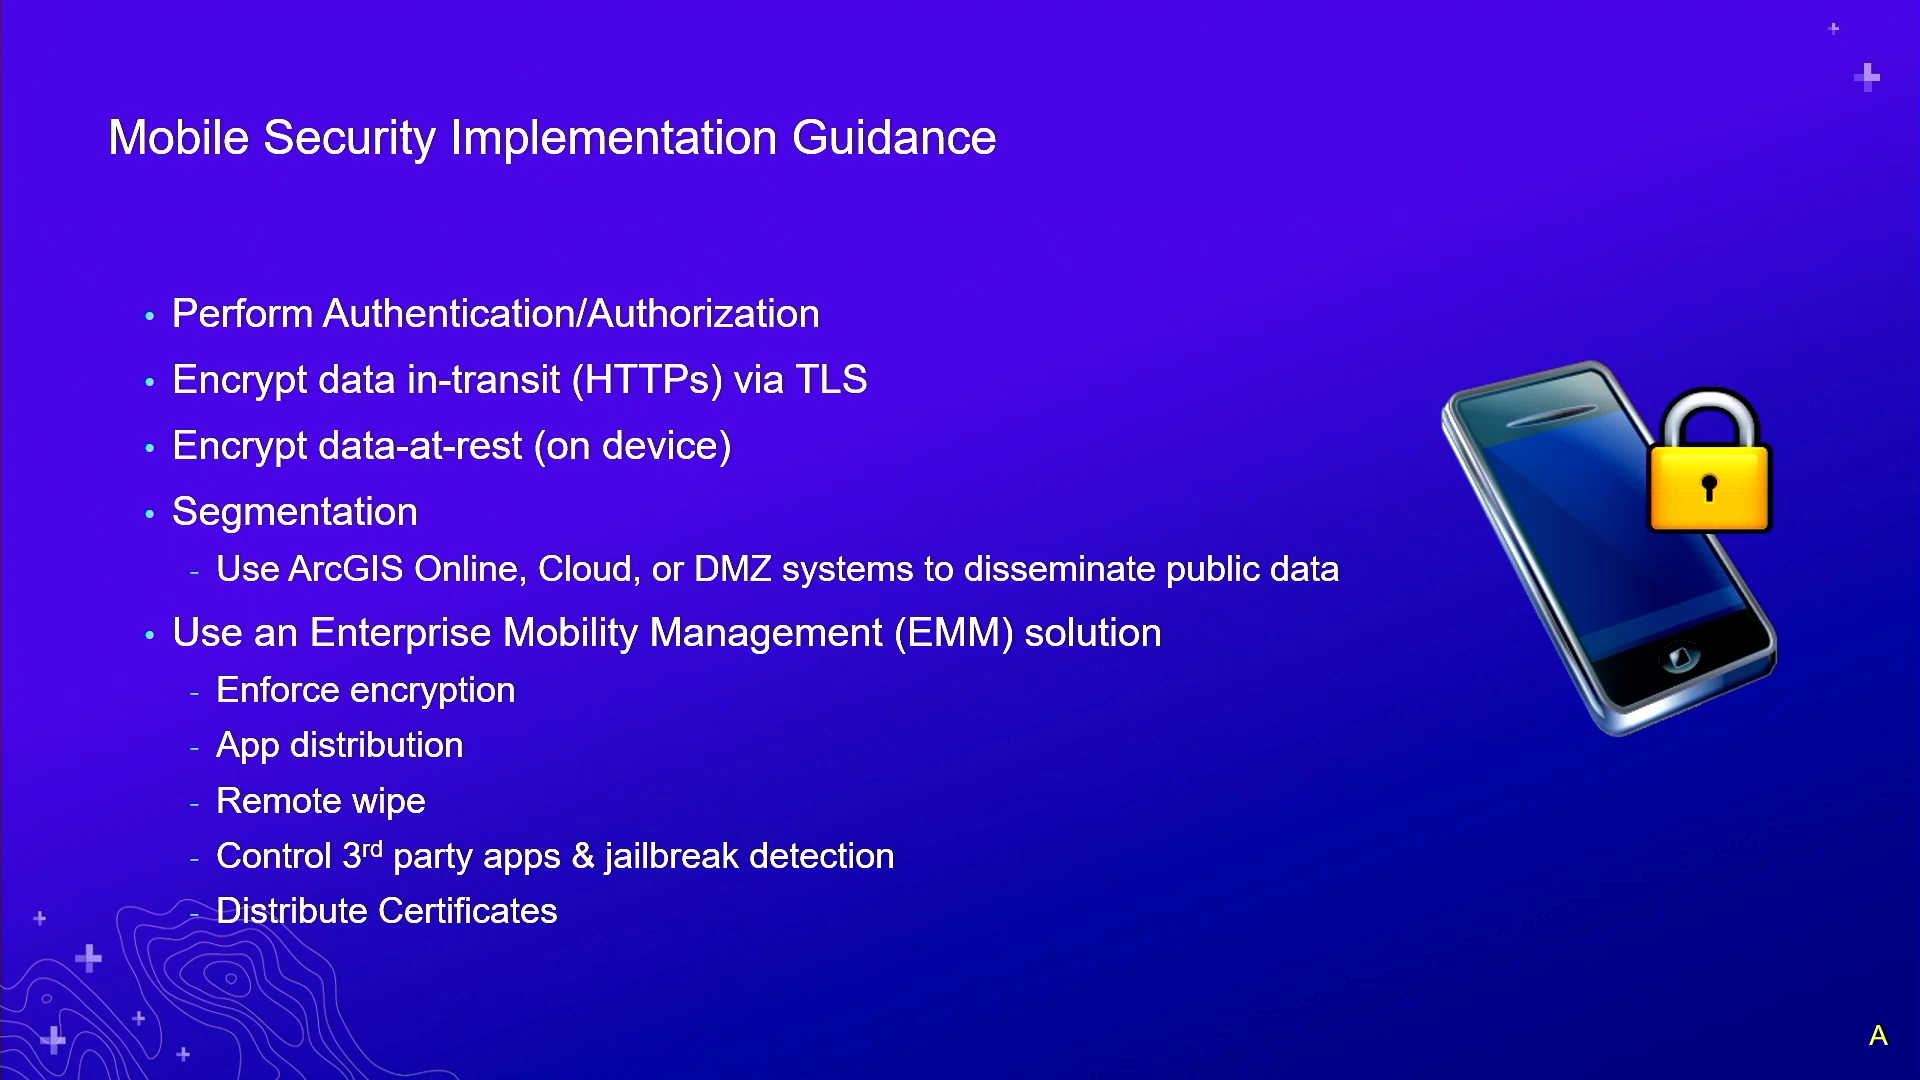 Mobile Security Implementation Guidance
• Perform Authentication/Authorization
• Encrypt data in-transit (HTTPs) via TLS
• Encrypt data-at-rest (on device)
• Segmentation
- Use ArcGIS Online, Cloud, or DMZ systems to disseminate public data
• Use an Enterprise Mobility Management (EMM) solution
- Enforce encryption
- App distribution
- Remote wipe
- Control 3rd party apps & jailbreak detection
- Distribute Certificates
A